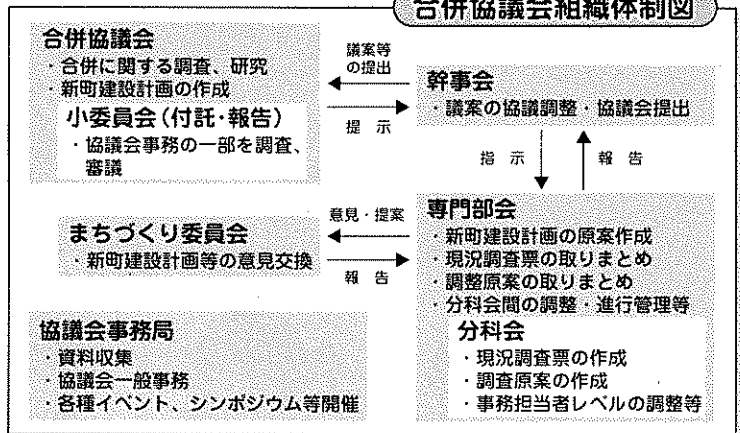 合併協議会組織体制図
合併協議会
・合併に関する調査、研究
・新町建設計画の作成
小委員会（付託・報告）
・協議会事務の一部を調査、
審議
議案等
の提出
提 示
幹事会
・議案の協議調整・協議会提出
指 示
報 告
まちづくり委員会
・新町建設計画等の意見交換
意見・提案
報 告
専門部会
・新町建設計画の原案作成
・現況調査票の取りまとめ
・調整原案の取りまとめ
・分科会間の調整・進行管理等
分科会
・現況調査票の作成
・調査原案の作成
・事務担当者レベルの調整等
協議会事務局
・資料収集
・協議会一般事務
・各種イベント、シンポジウム等開催